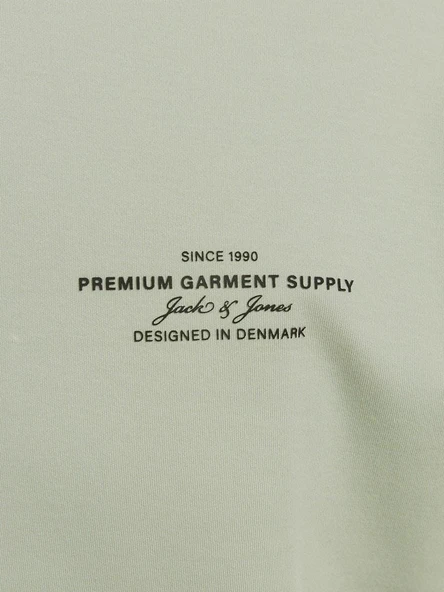 SINCE 1990
PREMIUM GARMENT SUPPLY
Jack & Jones
DESIGNED IN DENMARK